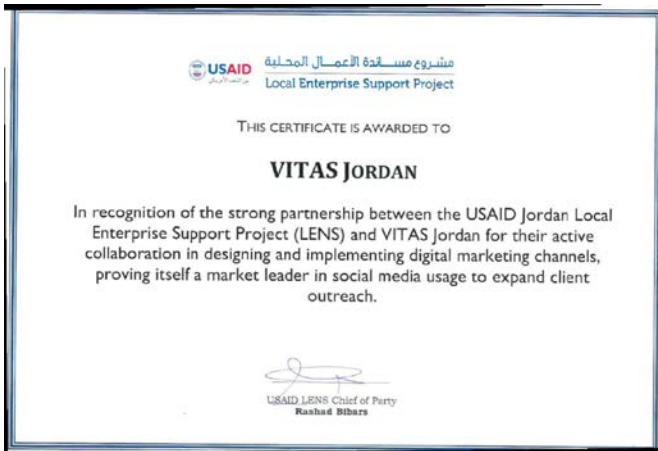 USAID
من الشعب الأمريكي
مشروع مساندة الأعمال المحلية
Local Enterprise Support Project
THIS CERTIFICATE IS AWARDED TO
VITAS JORDAN
In recognition of the strong partnership between the USAID Jordan Local
Enterprise Support Project (LENS) and VITAS Jordan for their active
collaboration in designing and implementing digital marketing channels,
proving itself a market leader in social media usage to expand client
outreach.
USAID LENS Chief of Party
Rashad Bibars